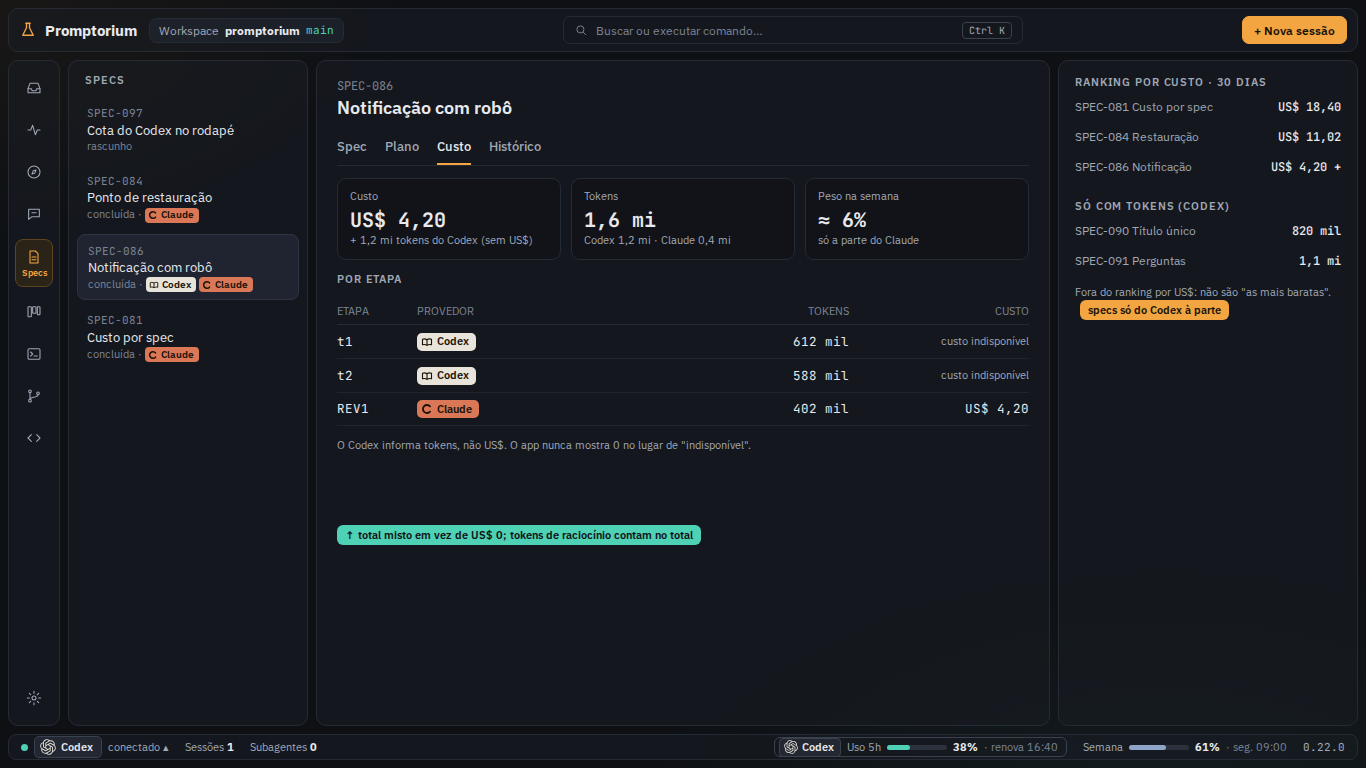 Promptorium
Workspace promptorium main
Buscar ou executar comando...
Ctrl K
+ Nova sessão
Specs
SPECS
SPEC-097
Cota do Codex no rodapé
rascunho
SPEC-084
Ponto de restauração
concluída · Claude
SPEC-086
Notificação com robô
concluída · Codex Claude
SPEC-081
Custo por spec
concluída · Claude
SPEC-086
Notificação com robô
Spec Plano Custo Histórico
Custo
US$ 4,20
+ 1,2 mi tokens do Codex (sem US$)
Tokens
1,6 mi
Codex 1,2 mi · Claude 0,4 mi
Peso na semana
≈ 6%
só a parte do Claude
POR ETAPA
ETAPA PROVEDOR TOKENS CUSTO
t1 Codex 612 mil custo indisponível
t2 Codex 588 mil custo indisponível
REV1 Claude 402 mil US$ 4,20
O Codex informa tokens, não US$. O app nunca mostra 0 no lugar de "indisponível".
↑ total misto em vez de US$ 0; tokens de raciocínio contam no total
RANKING POR CUSTO · 30 DIAS
SPEC-081 Custo por spec US$ 18,40
SPEC-084 Restauração US$ 11,02
SPEC-086 Notificação US$ 4,20 +
SÓ COM TOKENS (CODEX)
SPEC-090 Título único 820 mil
SPEC-091 Perguntas 1,1 mi
Fora do ranking por US$: não são "as mais baratas".
specs só do Codex à parte
Codex conectado ▴ Sessões 1 Subagentes 0
Codex Uso 5h 38% · renova 16:40 Semana 61% · seg. 09:00 0.22.0